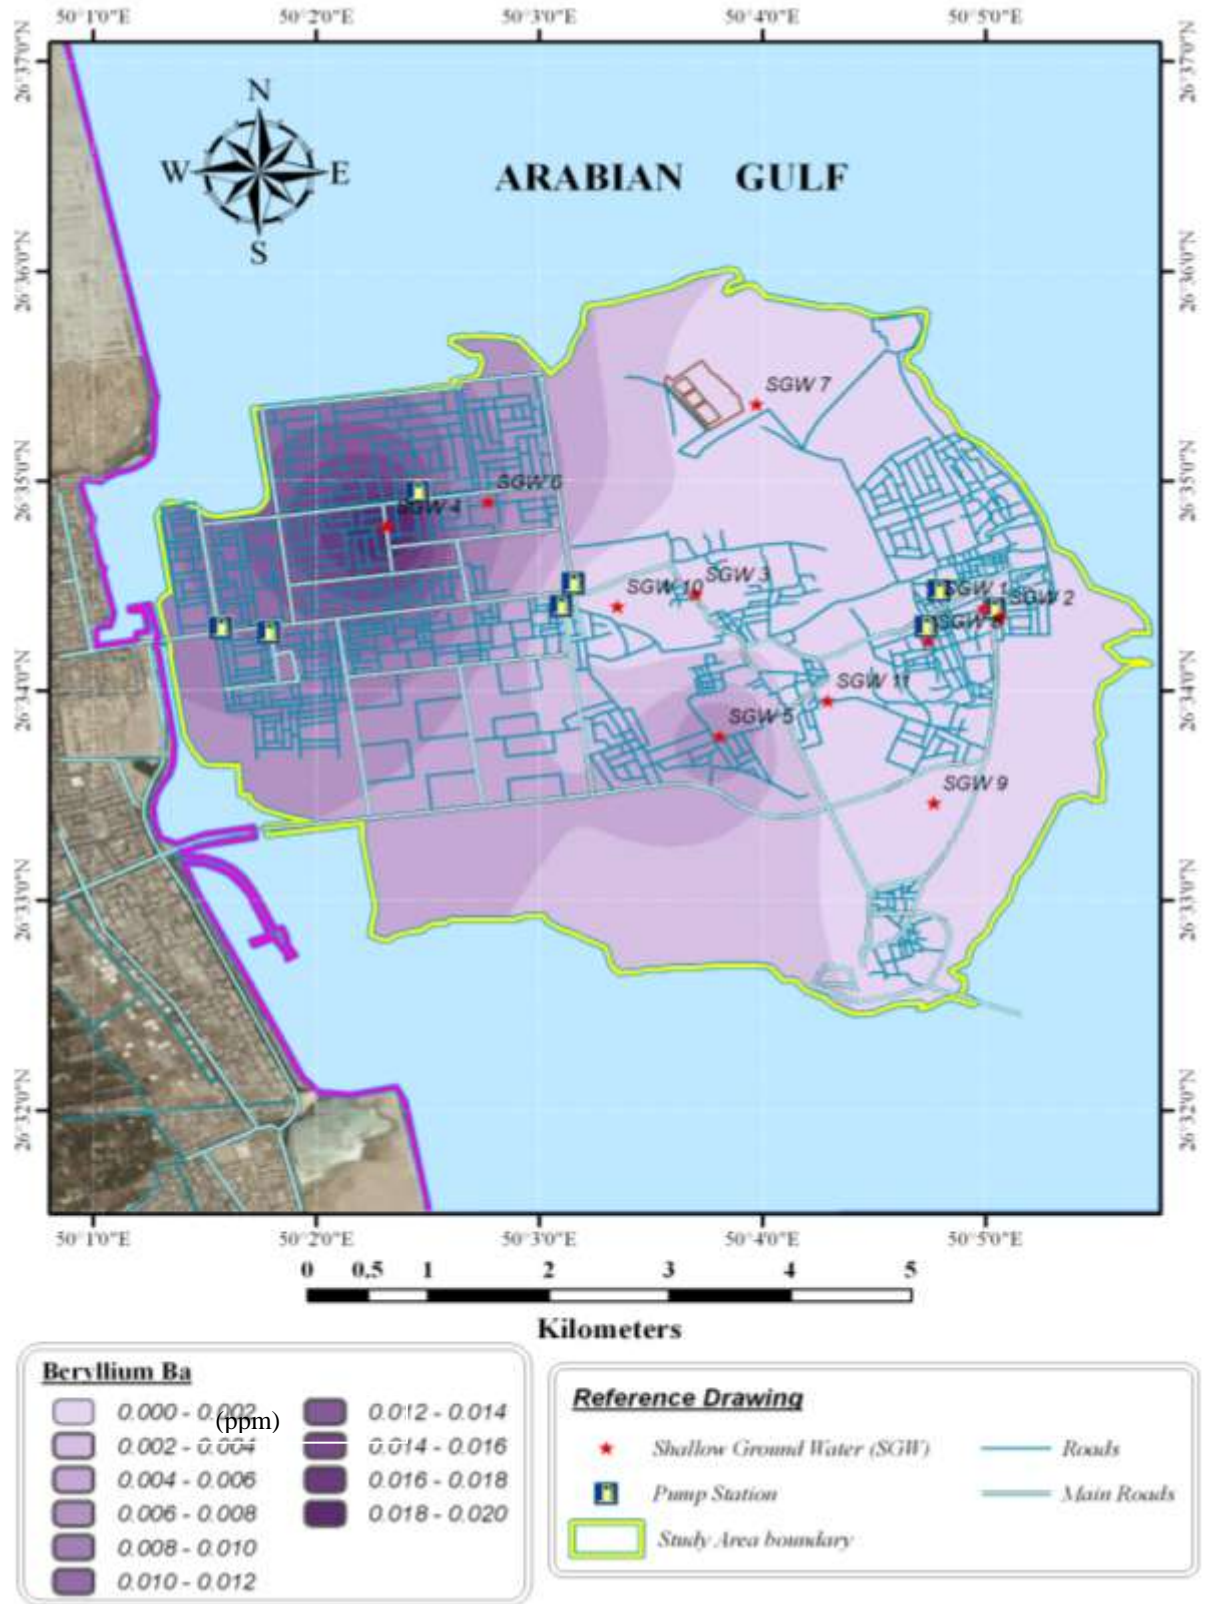 50°1'0"E 50°2'0"E 50°3'0"E 50°4'0"E 50°5'0"E
26°37'0"N 26°37'0"N
N
W E
S
ARABIAN GULF
26°36'0"N 26°36'0"N
SGW 7
26°35'0"N 26°35'0"N
SGW 6
SGW 4
SGW 3
SGW 10
SGW 1
SGW 2
26°34'0"N 26°34'0"N
SGW 11
SGW 5
SGW 9
26°33'0"N 26°33'0"N
26°32'0"N 26°32'0"N
50°1'0"E 50°2'0"E 50°3'0"E 50°4'0"E 50°5'0"E
0 0.5 1 2 3 4 5
Kilometers
Beryllium Ba
(ppm)
0.000 - 0.002
0.002 - 0.004
0.004 - 0.006
0.006 - 0.008
0.008 - 0.010
0.010 - 0.012
0.012 - 0.014
0.014 - 0.016
0.016 - 0.018
0.018 - 0.020
Reference Drawing
Shallow Ground Water (SGW)
Pump Station
Study Area boundary
Roads
Main Roads